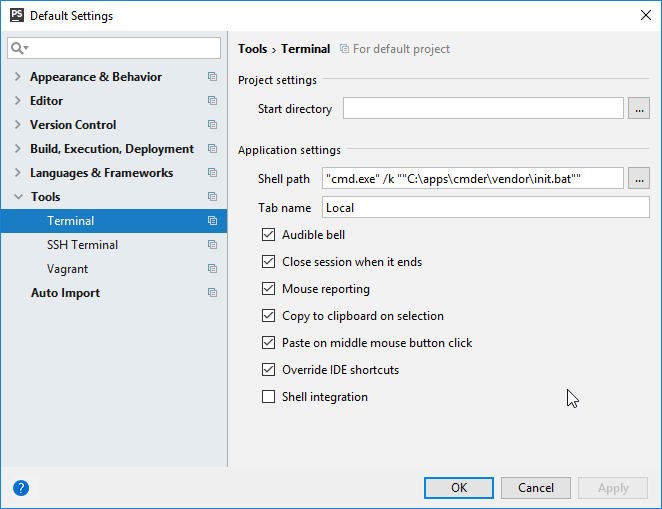 PS Default Settings
Tools › Terminal For default project
Appearance & Behavior
Editor
Version Control
Build, Execution, Deployment
Languages & Frameworks
Tools
Terminal
SSH Terminal
Vagrant
Auto Import
Project settings
Start directory ...
Application settings
Shell path "cmd.exe" /k ""C:\apps\cmder\vendor\init.bat"" ...
Tab name Local
Audible bell
Close session when it ends
Mouse reporting
Copy to clipboard on selection
Paste on middle mouse button click
Override IDE shortcuts
Shell integration
? OK Cancel Apply